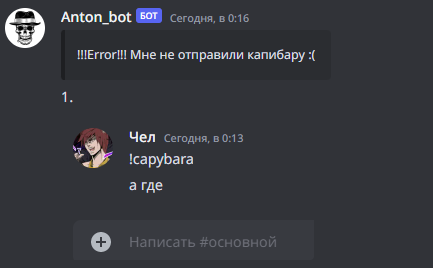 Anton_bot БОТ Сегодня, в 0:16
!!!Error!!! Мне не отправили капибару :(
1.
Чел Сегодня, в 0:13
!capybara
а где
Написать #основной